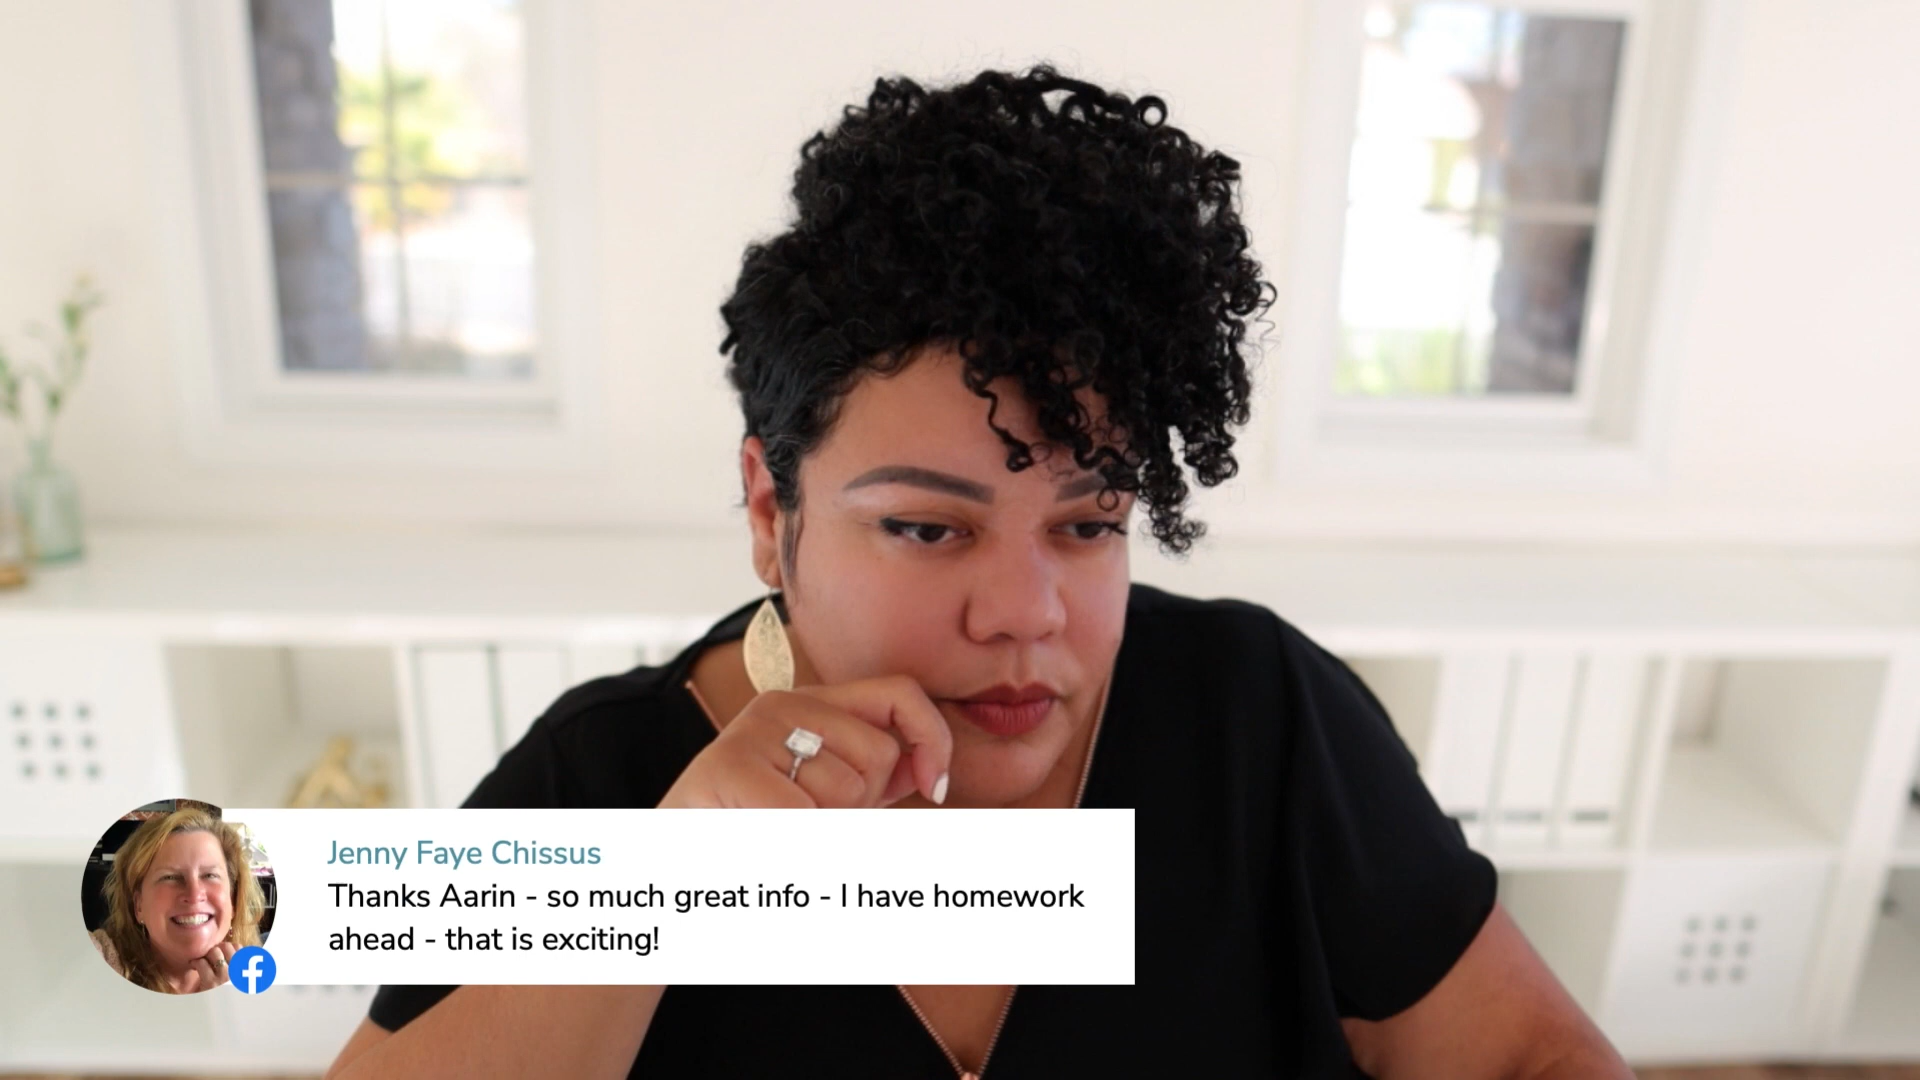 Jenny Faye Chissus
Thanks Aarin - so much great info - I have homework
ahead - that is exciting!